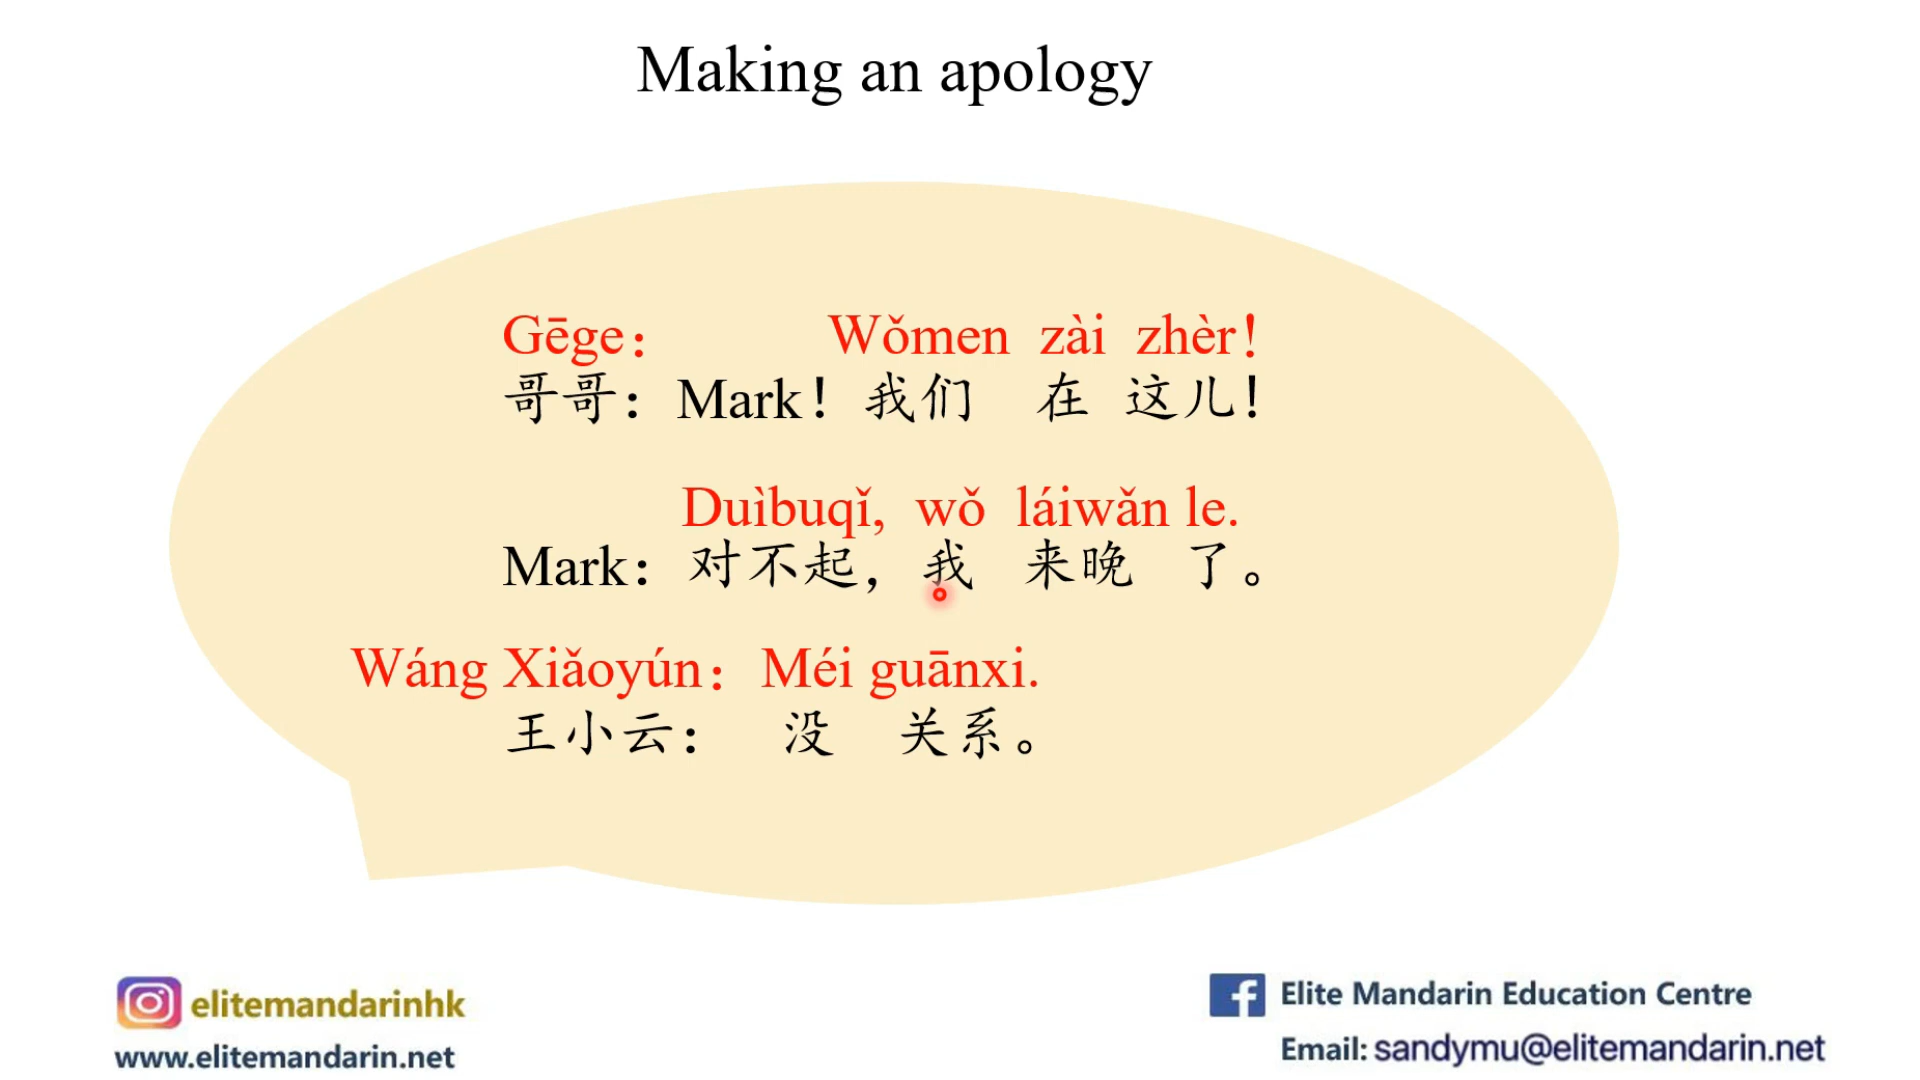 Making an apology
Gēge： Wǒmen zài zhèr！
哥哥：Mark！我们 在 这儿！
Duìbuqǐ, wǒ láiwǎn le.
Mark：对不起，我 来晚 了。
Wáng Xiǎoyún：Méi guānxi.
王小云： 没 关系。
elitemandarinhk
www.elitemandarin.net
Elite Mandarin Education Centre
Email: sandymu@elitemandarin.net